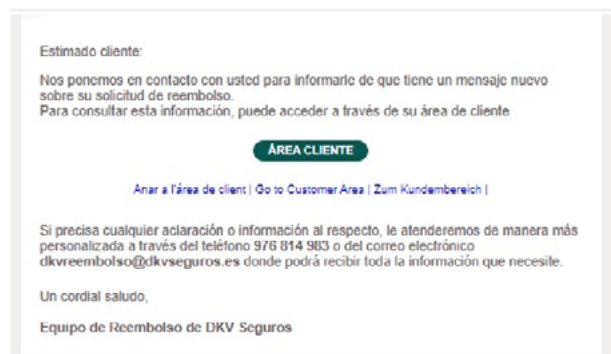 Estimado cliente:
Nos ponemos en contacto con usted para informarle de que tiene un mensaje nuevo
sobre su solicitud de reembolso.
Para consultar esta información, puede acceder a través de su área de cliente
ÁREA CLIENTE
Anar a l'área de client | Go to Customer Area | Zum Kundembereich |
Si precisa cualquier aclaración o información al respecto, le atenderemos de manera más
personalizada a través del teléfono 976 814 983 o del correo electrónico
dkvreembolso@dkvseguros.es donde podrá recibir toda la información que necesite.
Un cordial saludo,
Equipo de Reembolso de DKV Seguros